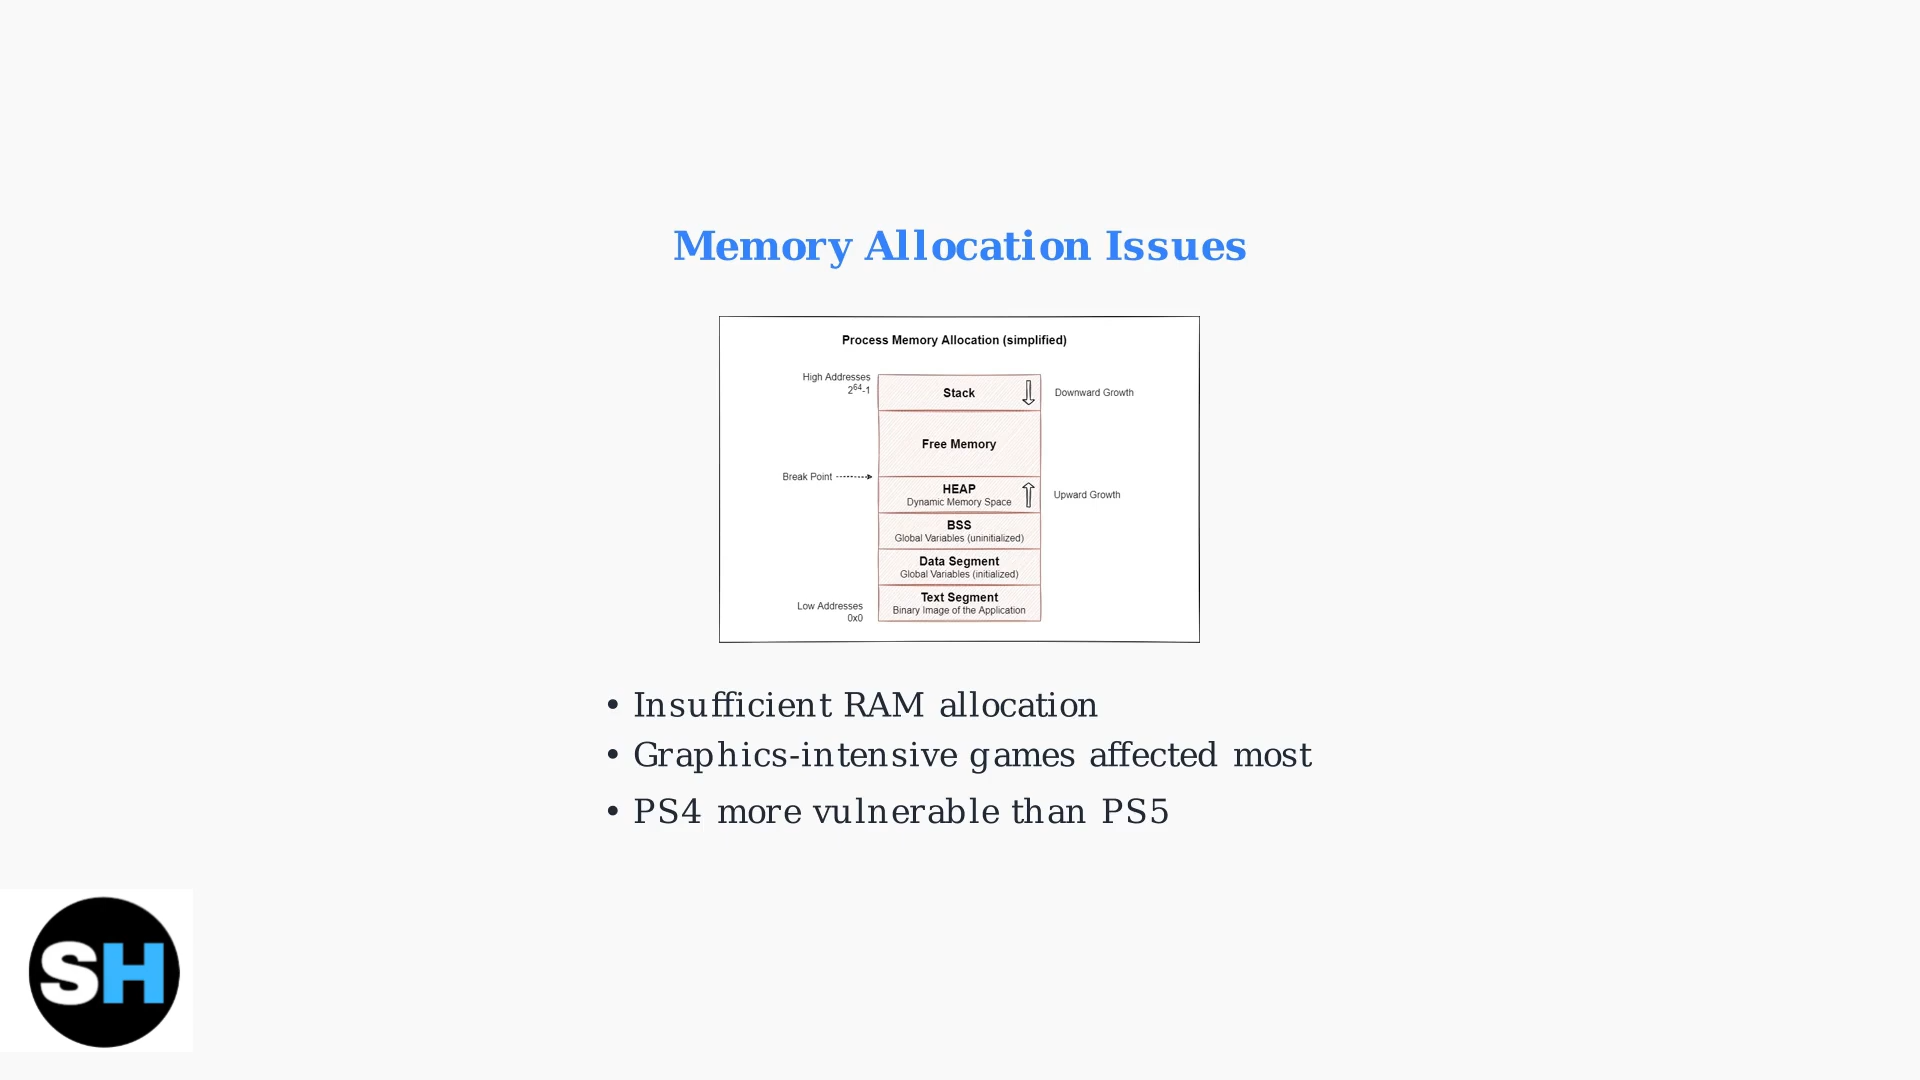 Memory Allocation Issues
Process Memory Allocation (simplified)
High Addresses
2^64-1
Stack
Downward Growth
Free Memory
Break Point
HEAP
Dynamic Memory Space
Upward Growth
BSS
Global Variables (uninitialized)
Data Segment
Global Variables (initialized)
Text Segment
Binary Image of the Application
Low Addresses
0x0
• Insufficient RAM allocation
• Graphics-intensive games affected most
• PS4 more vulnerable than PS5
SH